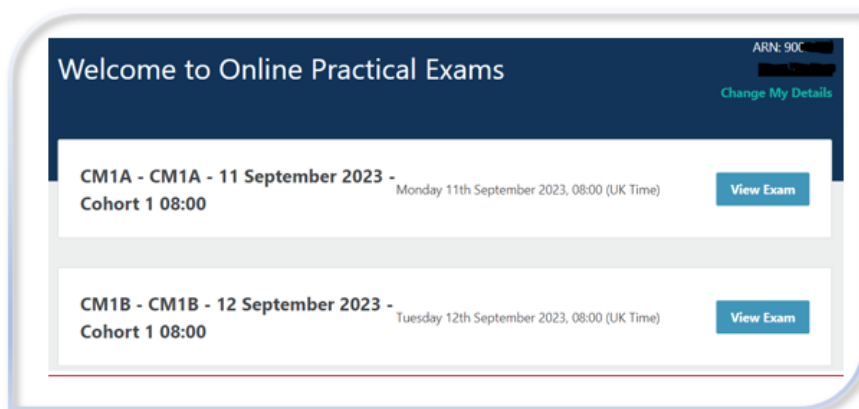 ARN: 900
Welcome to Online Practical Exams
Change My Details
CM1A - CM1A - 11 September 2023 -
Cohort 1 08:00
Monday 11th September 2023, 08:00 (UK Time)
View Exam
CM1B - CM1B - 12 September 2023 -
Cohort 1 08:00
Tuesday 12th September 2023, 08:00 (UK Time)
View Exam